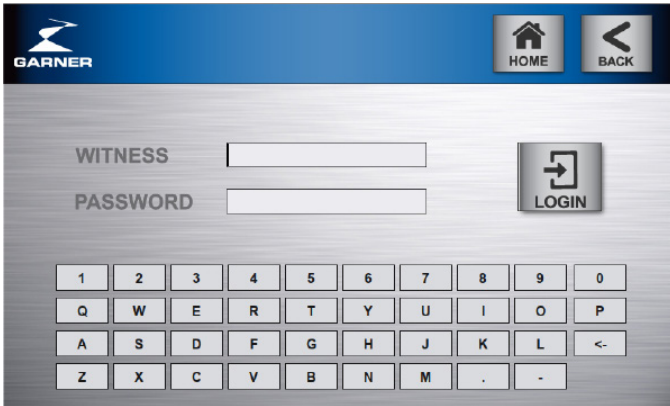 GARNER
HOME
BACK
WITNESS
LOGIN
PASSWORD
1 2 3 4 5 6 7 8 9 0
Q W E R T Y U I O P
A S D F G H J K L <-
Z X C V B N M . -